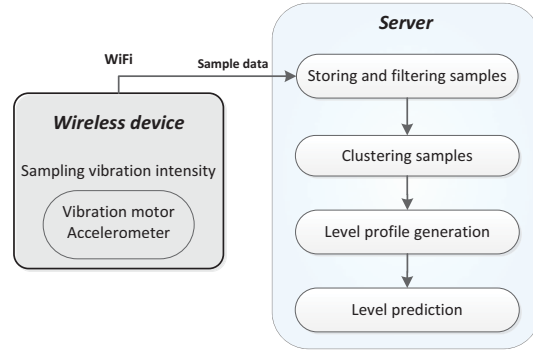 Server
WiFi
Sample data
Storing and filtering samples
Wireless device
Sampling vibration intensity
Vibration motor
Accelerometer
Clustering samples
Level profile generation
Level prediction